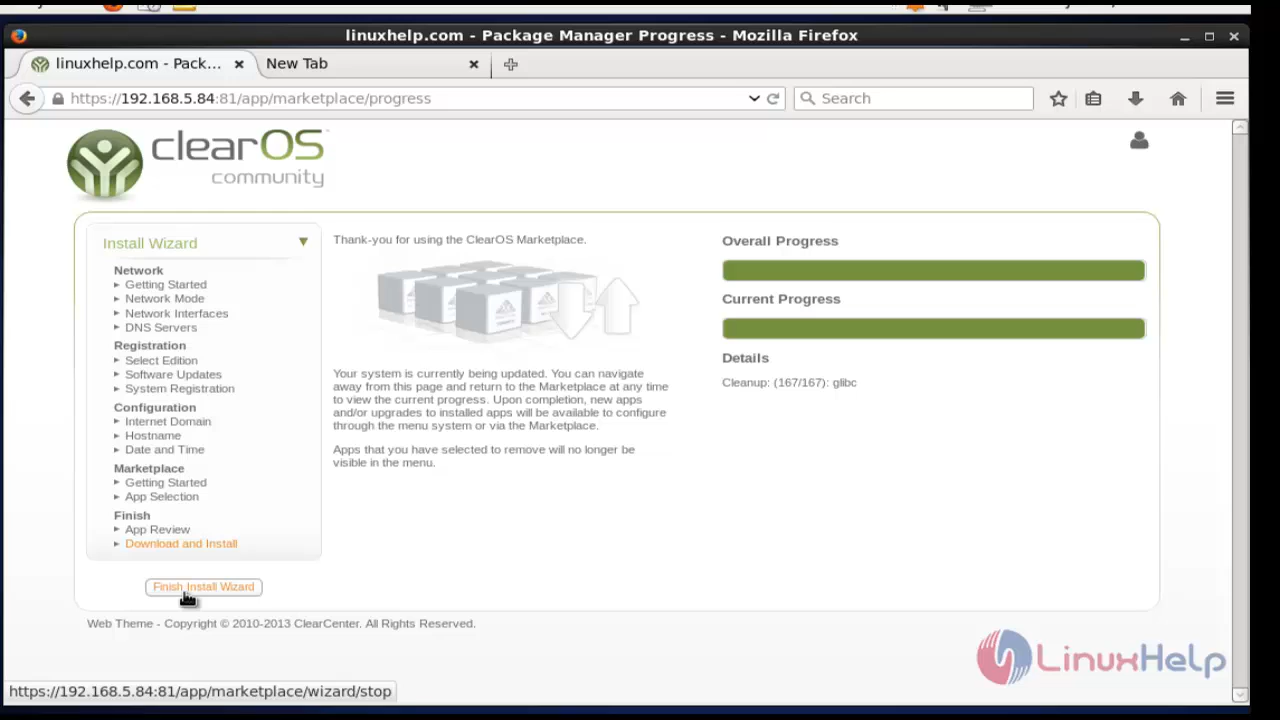 linuxhelp.com - Package Manager Progress - Mozilla Firefox
linuxhelp.com - Pack...
New Tab
https://192.168.5.84:81/app/marketplace/progress
Search
clearOS
community
Install Wizard
Network
Getting Started
Network Mode
Network Interfaces
DNS Servers
Registration
Select Edition
Software Updates
System Registration
Configuration
Internet Domain
Hostname
Date and Time
Marketplace
Getting Started
App Selection
Finish
App Review
Download and Install
Finish Install Wizard
Thank-you for using the ClearOS Marketplace.
Your system is currently being updated. You can navigate
away from this page and return to the Marketplace at any time
to view the current progress. Upon completion, new apps
and/or upgrades to installed apps will be available to configure
through the menu system or via the Marketplace.
Apps that you have selected to remove will no longer be
visible in the menu.
Overall Progress
Current Progress
Details
Cleanup: (167/167): glibc
Web Theme - Copyright © 2010-2013 ClearCenter. All Rights Reserved.
LinuxHelp
https://192.168.5.84:81/app/marketplace/wizard/stop